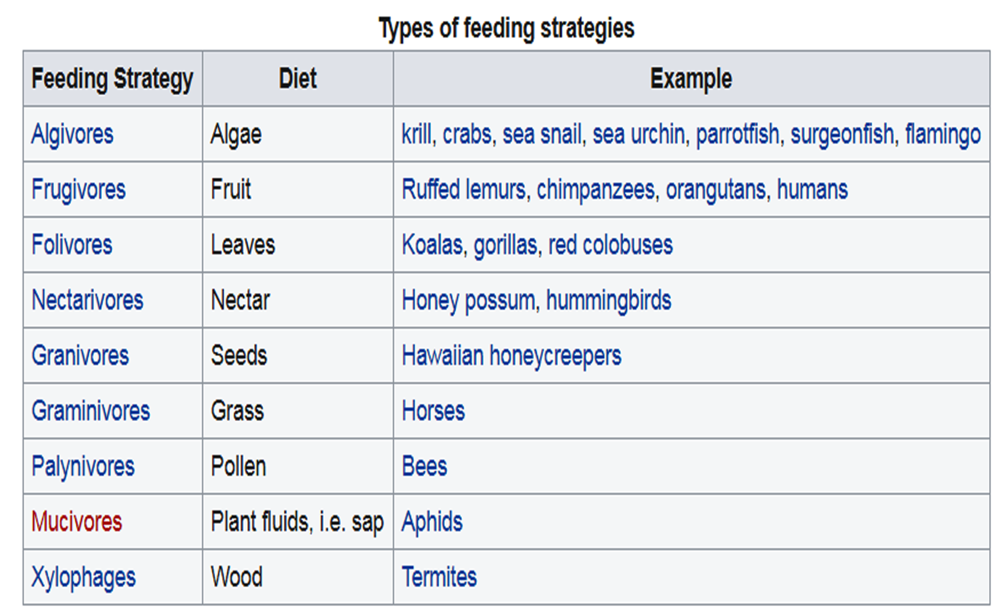 Types of feeding strategies
Feeding Strategy Diet Example
Algivores Algae krill, crabs, sea snail, sea urchin, parrotfish, surgeonfish, flamingo
Frugivores Fruit Ruffed lemurs, chimpanzees, orangutans, humans
Folivores Leaves Koalas, gorillas, red colobuses
Nectarivores Nectar Honey possum, hummingbirds
Granivores Seeds Hawaiian honeycreepers
Graminivores Grass Horses
Palynivores Pollen Bees
Mucivores Plant fluids, i.e. sap Aphids
Xylophages Wood Termites